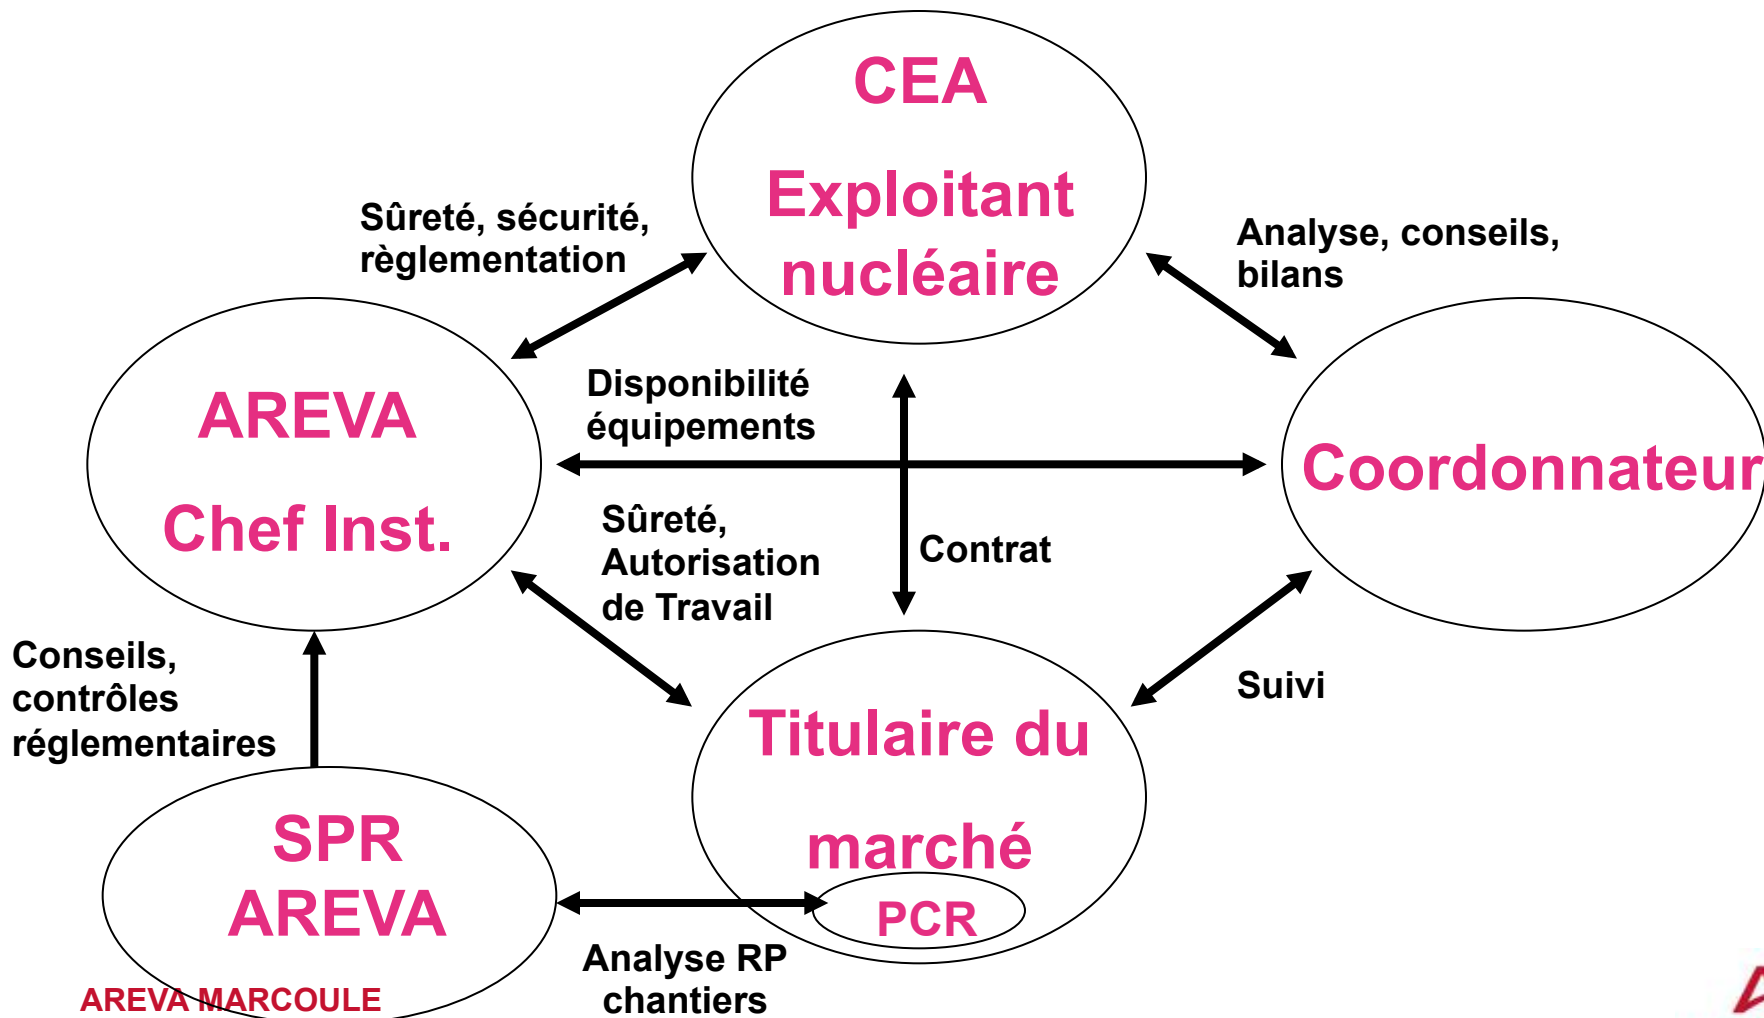 CEA
Exploitant
nucléaire
Sûreté, sécurité,
règlementation
Analyse, conseils,
bilans
AREVA
Chef Inst.
Disponibilité
équipements
Coordonnateur
Sûreté,
Autorisation
de Travail
Contrat
Conseils,
contrôles
réglementaires
Suivi
Titulaire du
marché
PCR
SPR
AREVA
Analyse RP
chantiers
AREVA MARCOULE